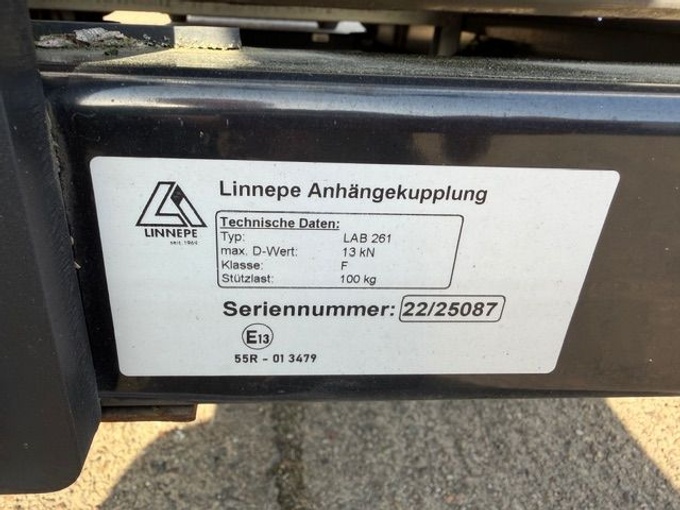 Linnepe Anhängekupplung
LINNEPE
seit 1969
Technische Daten:
Typ: LAB 261
max. D-Wert: 13 kN
Klasse: F
Stützlast: 100 kg
Seriennummer: 22/25087
E13
55R - 01 3479